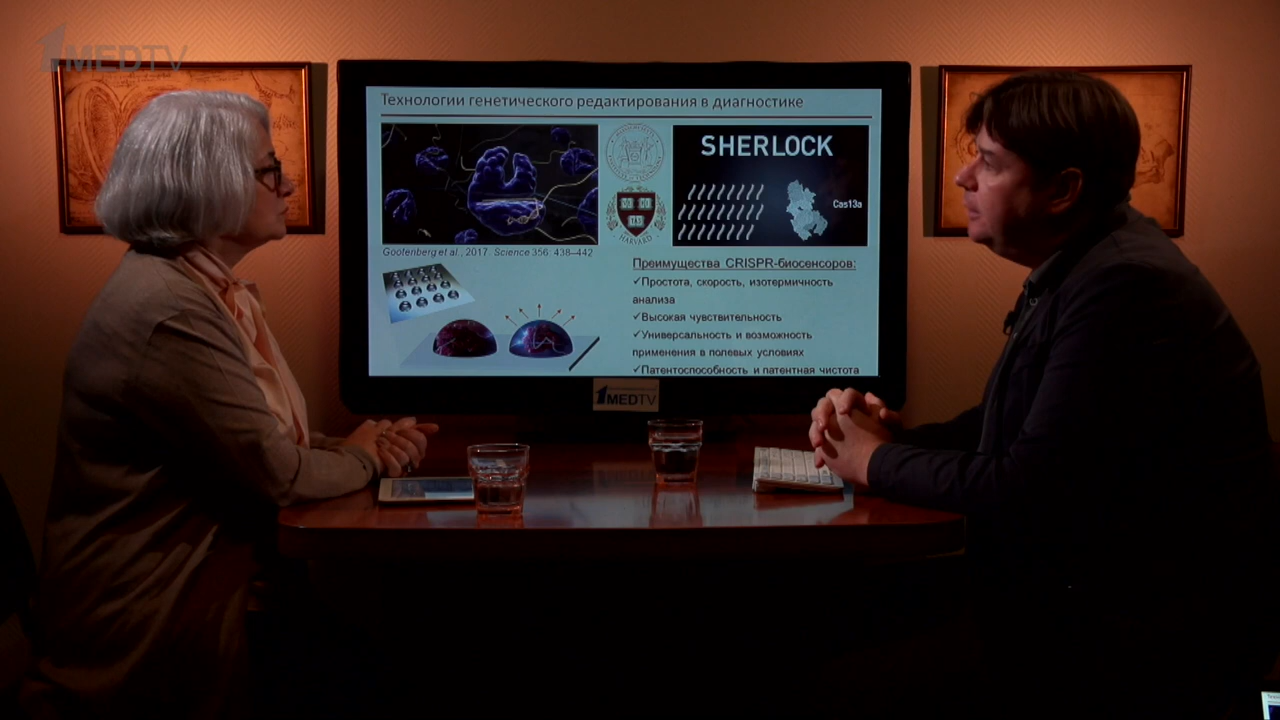 1MEDTV
Технологии генетического редактирования в диагностике
SHERLOCK
Cas13a
HARVARD
Gootenberg et al., 2017 Science 356: 438–442
Преимущества CRISPR-биосенсоров:
✓Простота, скорость, изотермичность
анализа
✓Высокая чувствительность
✓Универсальность и возможность
применения в полевых условиях
✓Патентоспособность и патентная чистота
1MEDTV